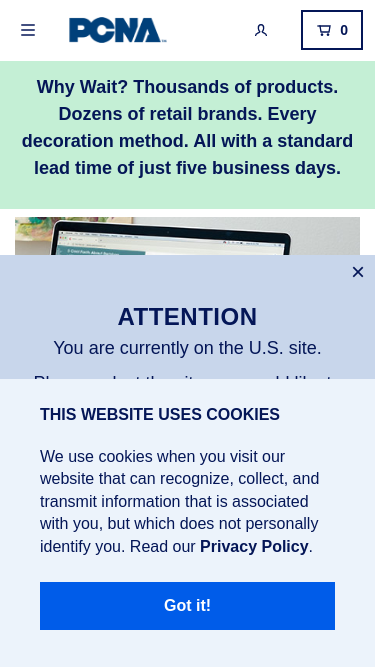 PCNA
0
Why Wait? Thousands of products.
Dozens of retail brands. Every
decoration method. All with a standard
lead time of just five business days.
ATTENTION
You are currently on the U.S. site.
THIS WEBSITE USES COOKIES
We use cookies when you visit our
website that can recognize, collect, and
transmit information that is associated
with you, but which does not personally
identify you. Read our Privacy Policy.
Got it!